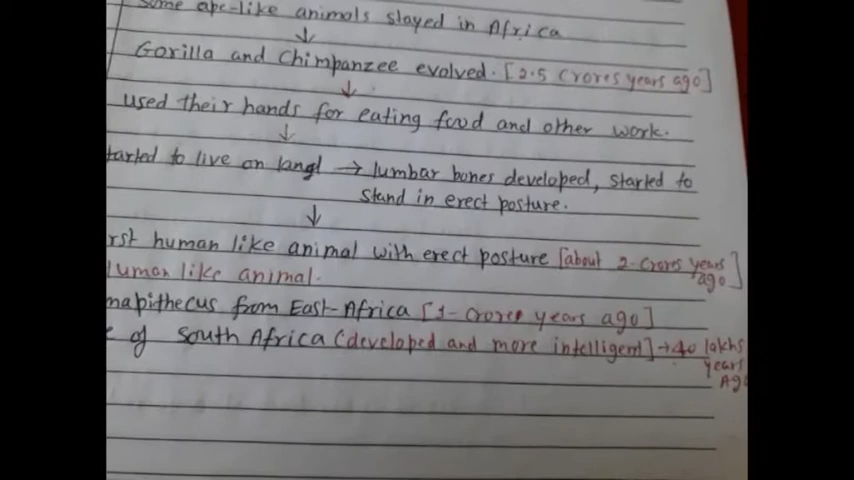 Some ape-like animals stayed in Africa
↓
Gorilla and Chimpanzee evolved. [2.5 Crores years ago]
↓
used their hands for eating food and other work.
↓
tarted to live on land → lumbar bones developed, started to
stand in erect posture.
↓
rst human like animal with erect posture [about 2-Crores years ago]
Human like animal.
mapithecus from East-Africa [1-Crores years ago]
of South Africa (developed and more intelligent] → 40 lakhs years Ago